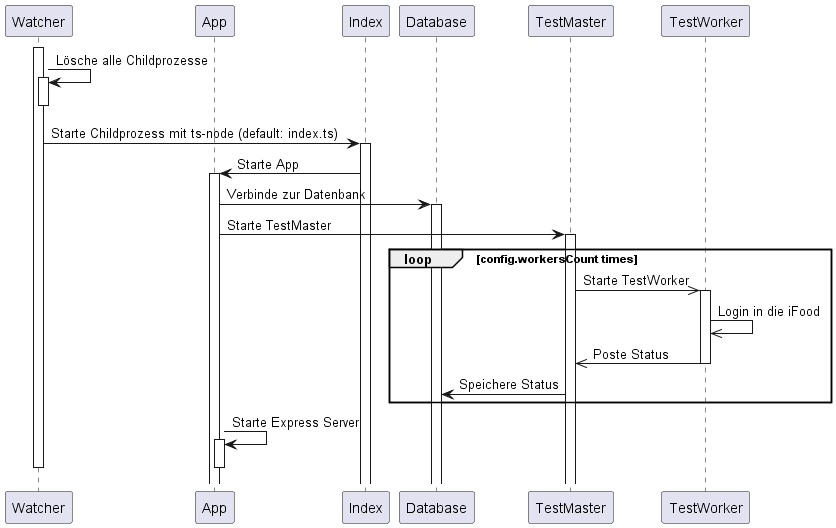 Watcher App Index Database TestMaster TestWorker
Lösche alle Childprozesse
Starte Childprozess mit ts-node (default: index.ts)
Starte App
Verbinde zur Datenbank
Starte TestMaster
loop [config.workersCount times]
Starte TestWorker
Login in die iFood
Poste Status
Speichere Status
Starte Express Server
Watcher App Index Database TestMaster TestWorker